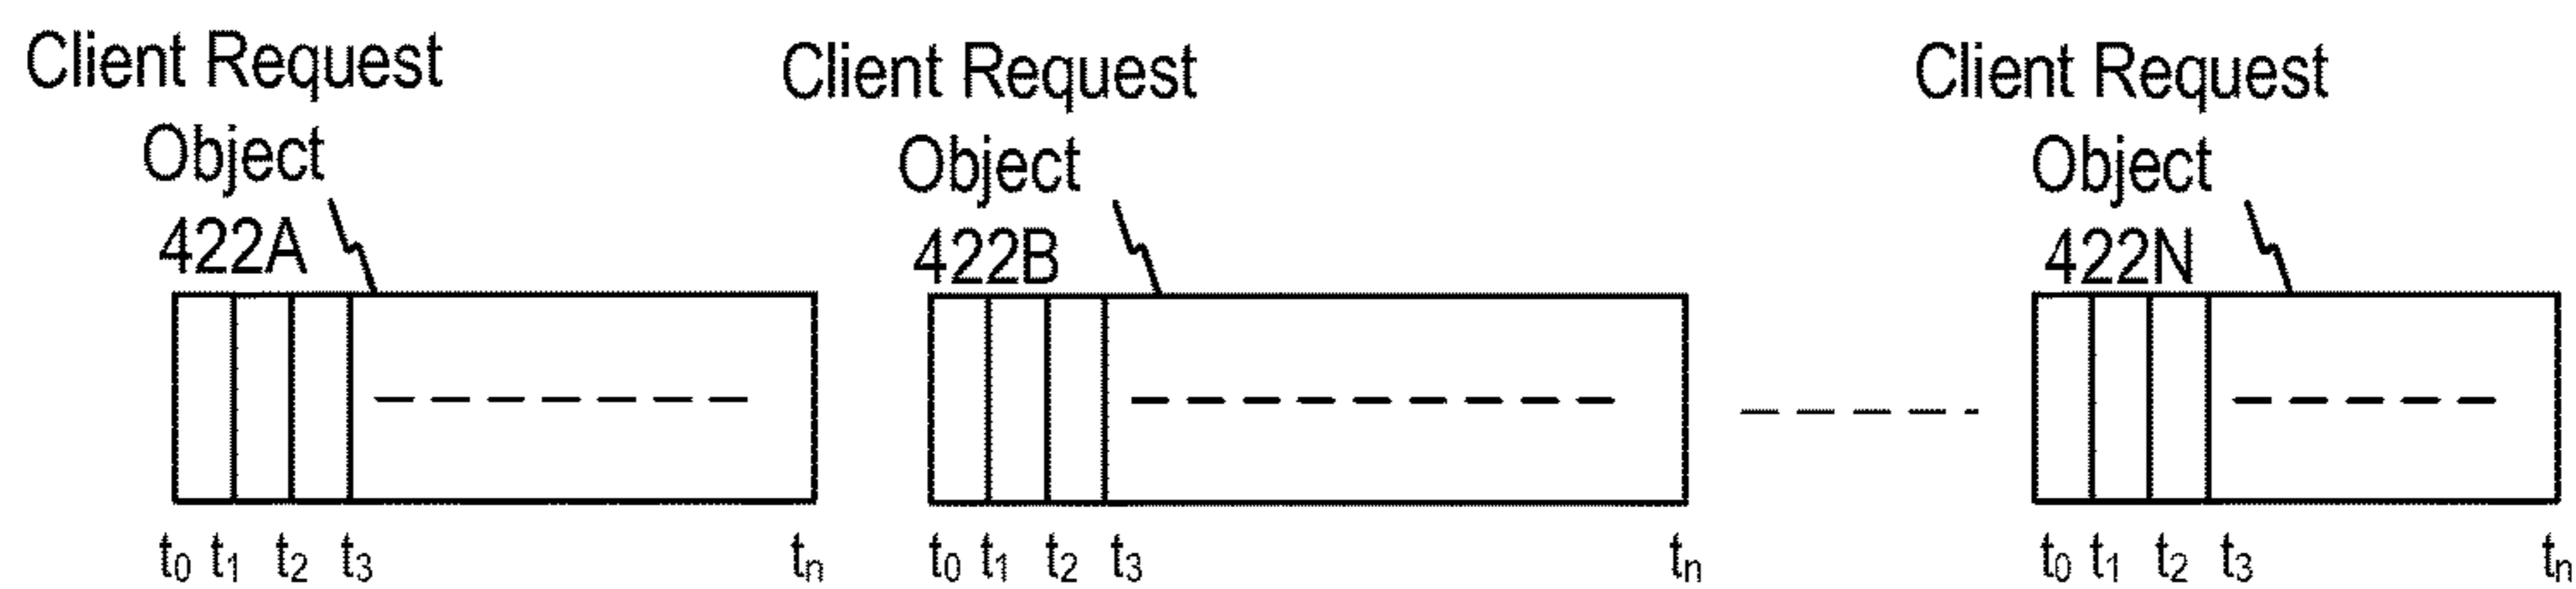 Client Request
Object
422A
Client Request
Object
422B
Client Request
Object
422N
t0 t1 t2 t3 tn
t0 t1 t2 t3 tn
t0 t1 t2 t3 tn